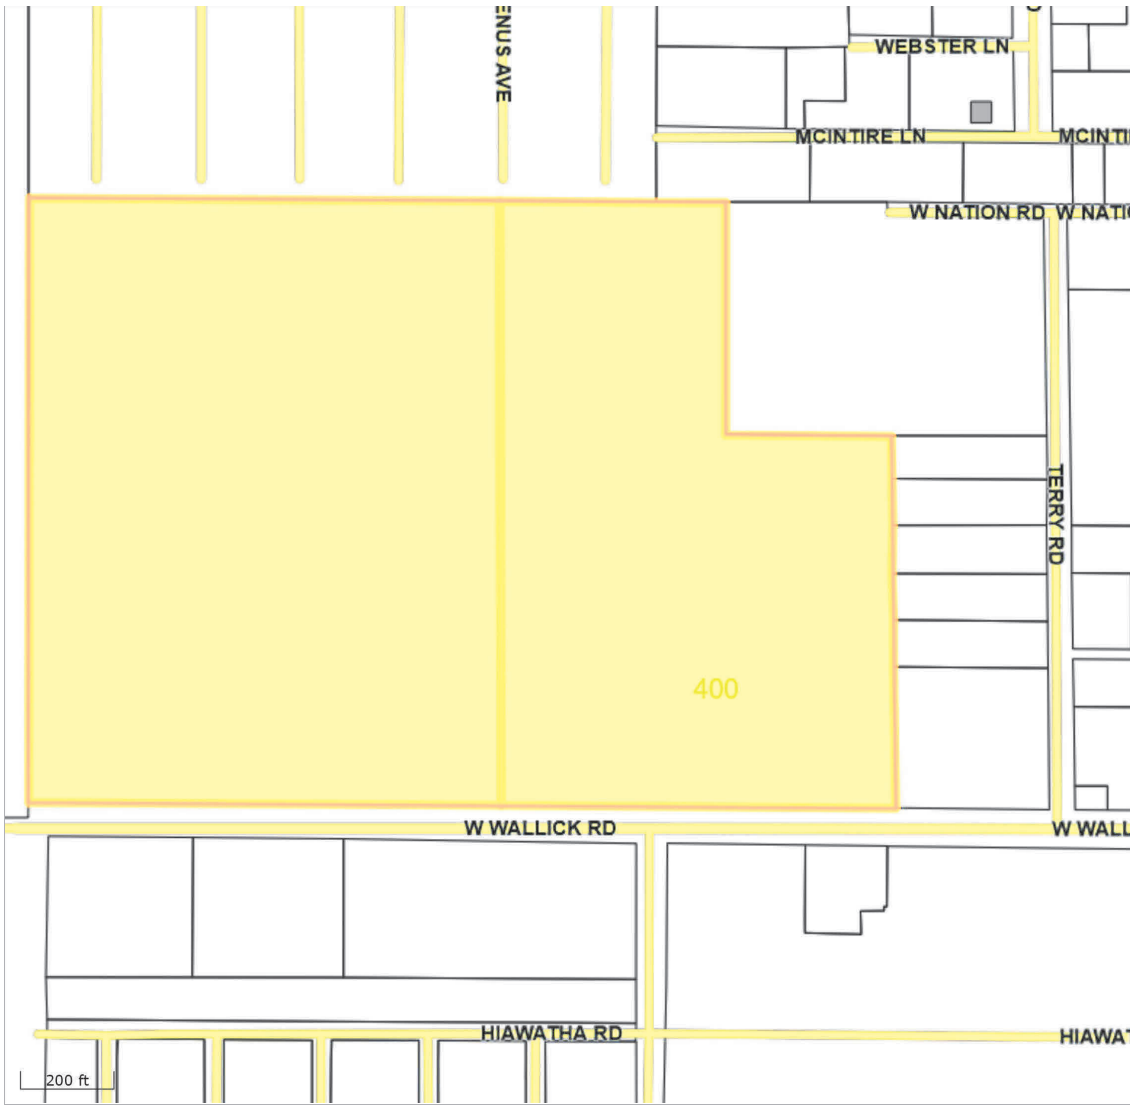 ENUS AVE
WEBSTER LN
MCINTIRE LN
MCINTI
W NATION RD
W NATIO
TERRY RD
400
W WALLICK RD
W WALL
HIAWATHA RD
HIAWAT
200 ft